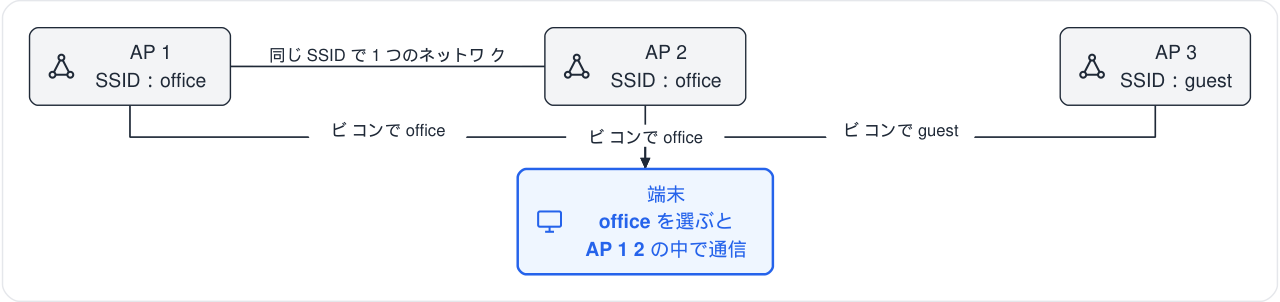 AP 1
SSID：office
同じ SSID で 1 つのネットワ ク
AP 2
SSID：office
AP 3
SSID：guest
ビ コンで office
ビ コンで office
ビ コンで guest
端末
office を選ぶと
AP 1 2 の中で通信